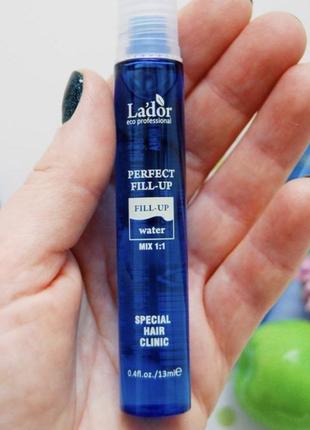 La'dor
eco professional
PERFECT
FILL-UP
FILL-UP
water
MIX 1:1
SPECIAL
HAIR
CLINIC
0.4fl.oz./13ml℮